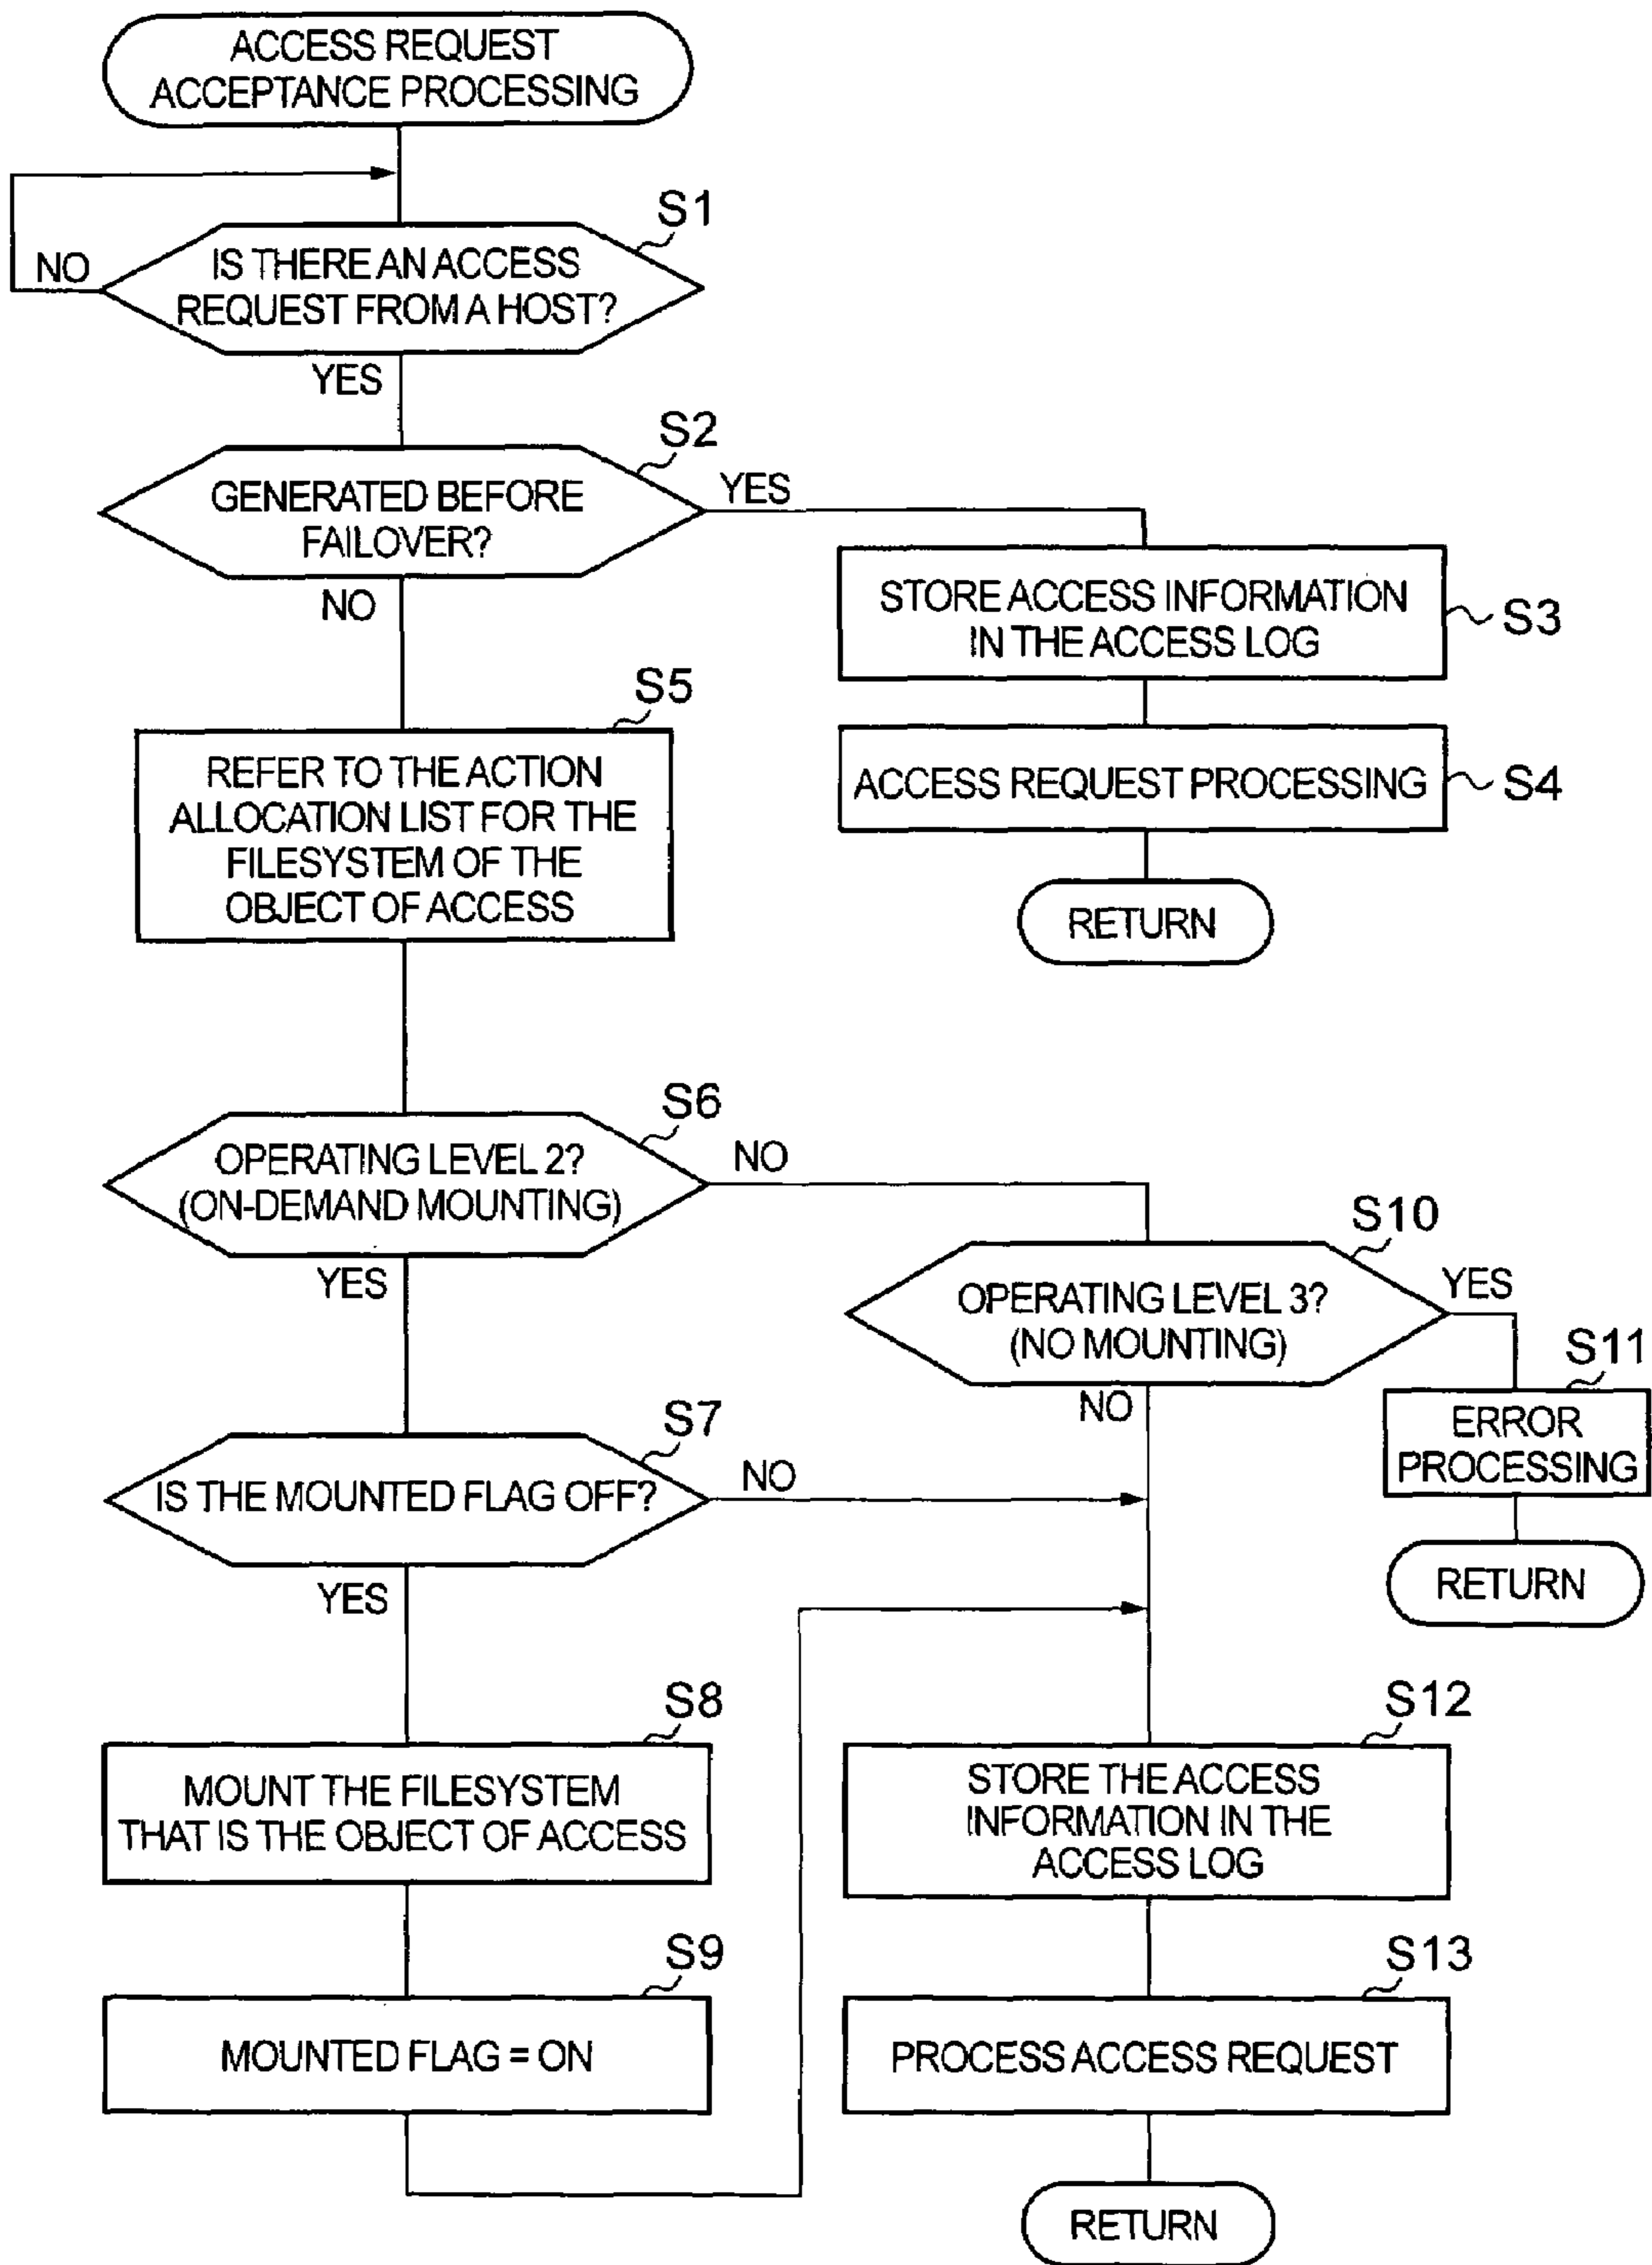 ACCESS REQUEST
ACCEPTANCE PROCESSING
S1
NO
IS THERE AN ACCESS
REQUEST FROM A HOST?
YES
S2
GENERATED BEFORE
FAILOVER?
YES
NO
STORE ACCESS INFORMATION
IN THE ACCESS LOG
S3
S5
REFER TO THE ACTION
ALLOCATION LIST FOR THE
FILESYSTEM OF THE
OBJECT OF ACCESS
ACCESS REQUEST PROCESSING
S4
RETURN
S6
OPERATING LEVEL 2?
(ON-DEMAND MOUNTING)
NO
YES
S10
OPERATING LEVEL 3?
(NO MOUNTING)
YES
NO
S11
ERROR
PROCESSING
RETURN
S7
IS THE MOUNTED FLAG OFF?
NO
YES
S8
MOUNT THE FILESYSTEM
THAT IS THE OBJECT OF ACCESS
S12
STORE THE ACCESS
INFORMATION IN THE
ACCESS LOG
S9
MOUNTED FLAG = ON
S13
PROCESS ACCESS REQUEST
RETURN